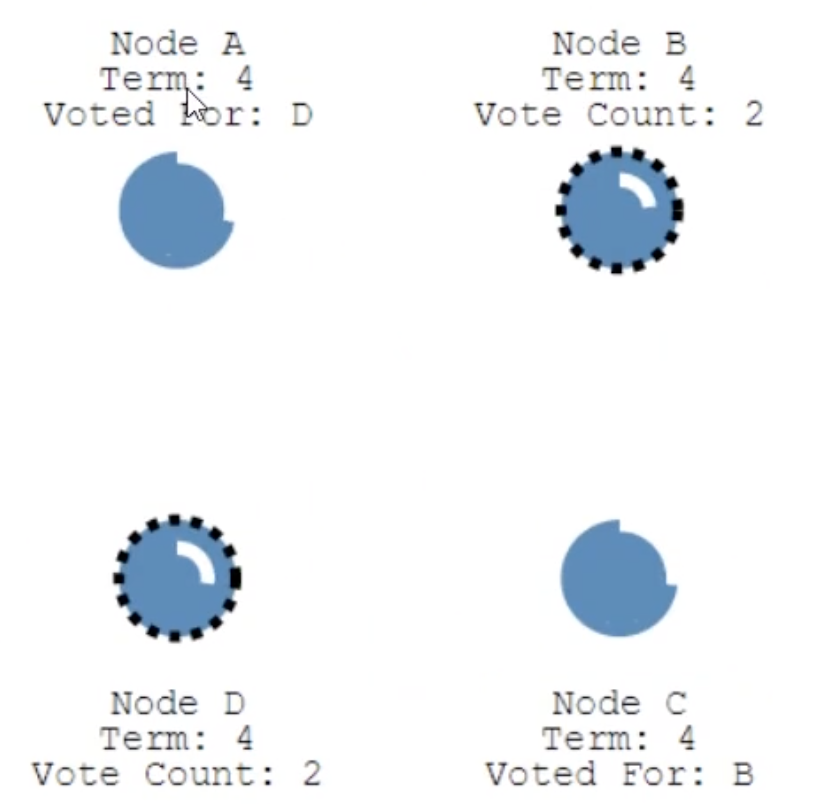 Node A
Term: 4
Voted For: D
Node B
Term: 4
Vote Count: 2
Node D
Term: 4
Vote Count: 2
Node C
Term: 4
Voted For: B